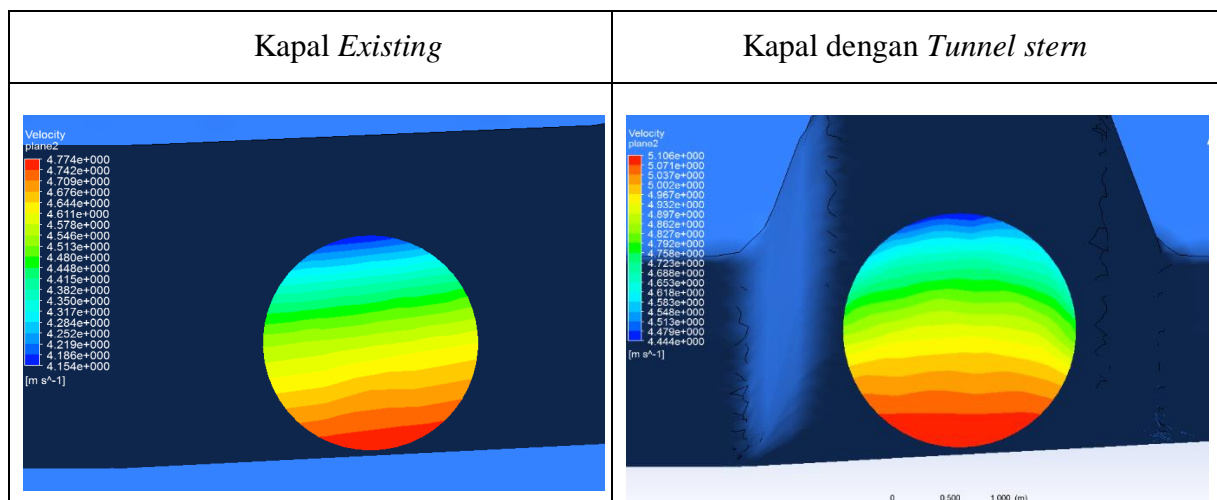 Kapal Existing
Kapal dengan Tunnel stern
Velocity
plane2
4.774e+000
4.742e+000
4.709e+000
4.676e+000
4.644e+000
4.611e+000
4.578e+000
4.546e+000
4.513e+000
4.480e+000
4.448e+000
4.415e+000
4.382e+000
4.350e+000
4.317e+000
4.284e+000
4.252e+000
4.219e+000
4.186e+000
4.154e+000
[m s^-1]
Velocity
plane2
5.106e+000
5.071e+000
5.037e+000
5.002e+000
4.967e+000
4.932e+000
4.897e+000
4.862e+000
4.827e+000
4.792e+000
4.758e+000
4.723e+000
4.688e+000
4.653e+000
4.618e+000
4.583e+000
4.548e+000
4.513e+000
4.479e+000
4.444e+000
[m s^-1]
0 0.500 1.000 (m)